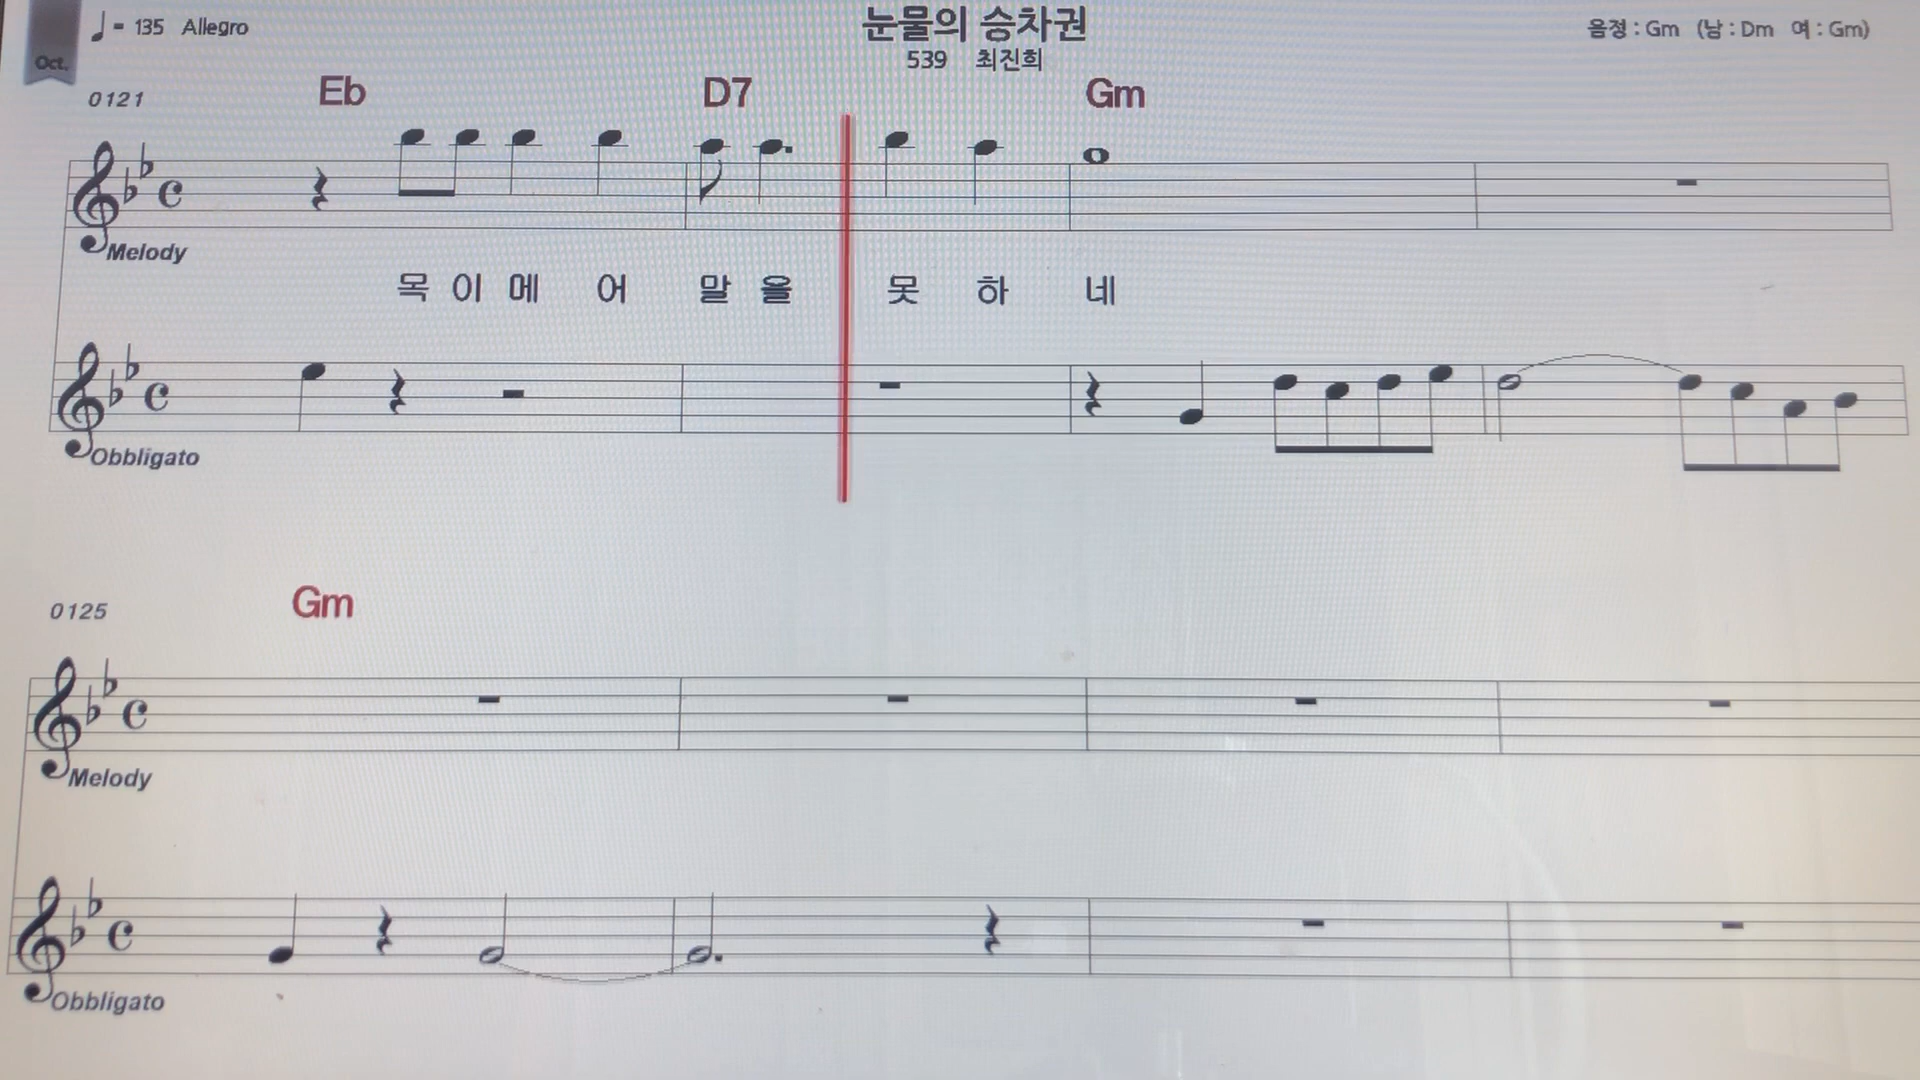 = 135 Allegro
눈물의 승차권
음정 : Gm (남 : Dm 여 : Gm)
539 최진희
Oct.
0121
Eb D7 Gm
Melody
목 이 메 어 말 을 못 하 네
Obbligato
0125
Gm
Melody
Obbligato